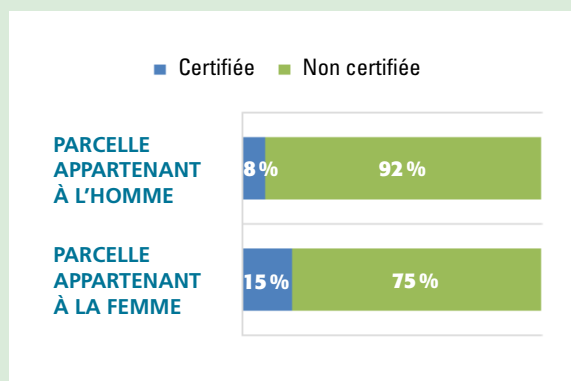 Certifiée Non certifiée
PARCELLE
APPARTENANT
À L'HOMME
8 % 92 %
PARCELLE
APPARTENANT
À LA FEMME
15 % 75 %